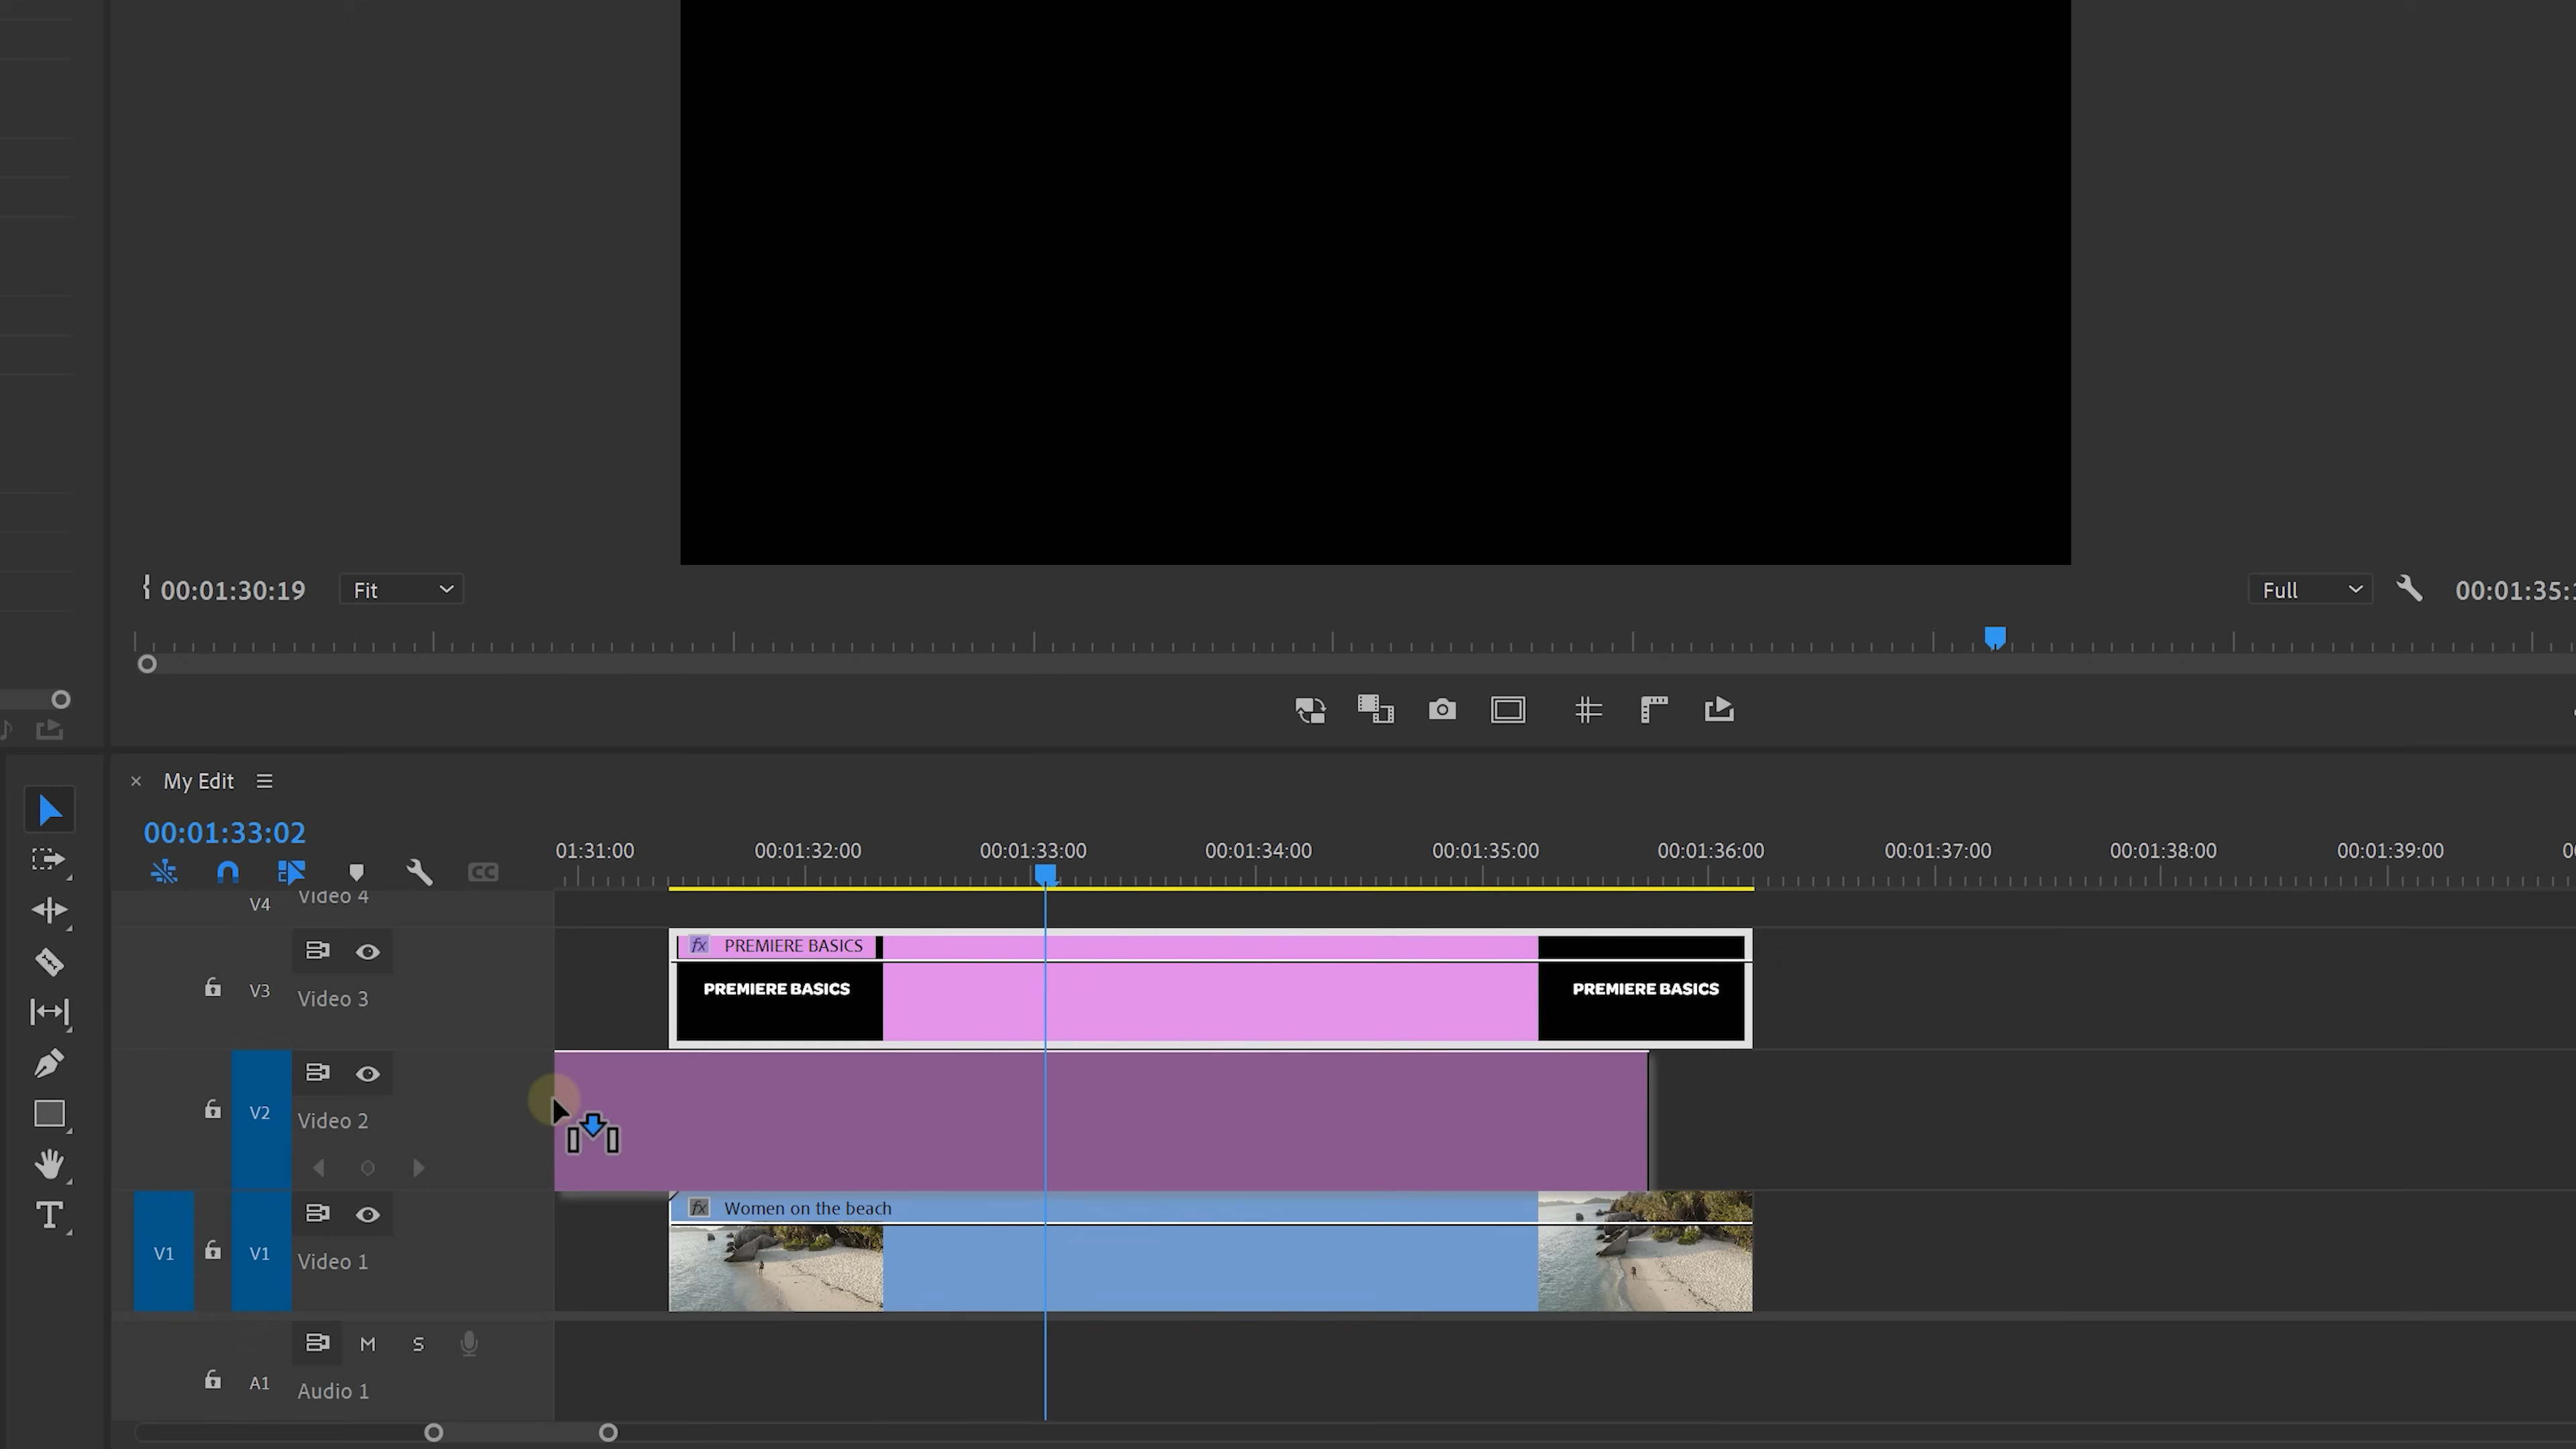 00:01:30:19
Fit
Full
00:01:35:
My Edit
00:01:33:02
01:31:00
00:01:32:00
00:01:33:00
00:01:34:00
00:01:35:00
00:01:36:00
00:01:37:00
00:01:38:00
00:01:39:00
CC
V4
Video 4
fx PREMIERE BASICS
PREMIERE BASICS
PREMIERE BASICS
V3
Video 3
V2
Video 2
fx Women on the beach
V1
V1
Video 1
M
S
A1
Audio 1
T